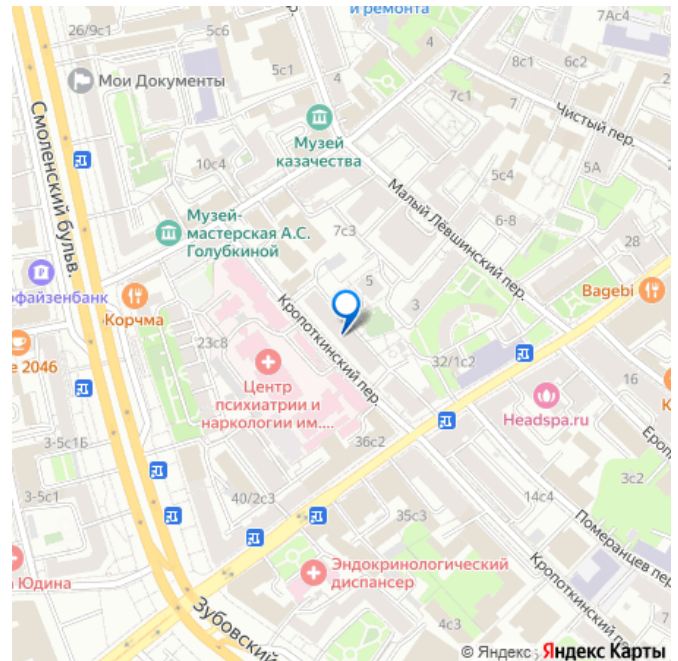 и ремонта
26/9с1
5с6
7Ас4
8с1
6с2
Мои Документы
5с1
4
4
7с1
7
Чистый пер.
Смоленский бульв.
Музей
казачества
10с4
5А
5с4
Малый Лёвшинский пер.
Музей-
мастерская А.С.
Голубкиной
7с3
6-8
28
5
офайзенбанк
3
Bagebi
Корчма
Кропоткинский пер.
23с8
32/1с2
е 2046
Центр
психиатрии и
наркологии им....
16
К
Headspa.ru
3-5с1Б
36с2
Еропк
3-5с1
40/2с3
14с4
3с2
35с3
Померанцев пер.
а Юдина
Эндокринологический
диспансер
Кропоткинский пер.
Зубовский
© Яндекс Яндекс Карты